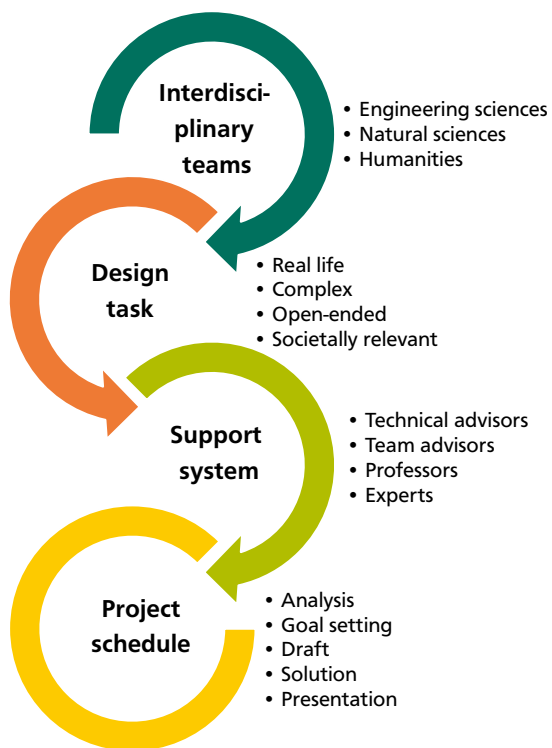 Interdisci-
plinary
teams
• Engineering sciences
• Natural sciences
• Humanities
Design
task
• Real life
• Complex
• Open-ended
• Societally relevant
Support
system
• Technical advisors
• Team advisors
• Professors
• Experts
Project
schedule
• Analysis
• Goal setting
• Draft
• Solution
• Presentation